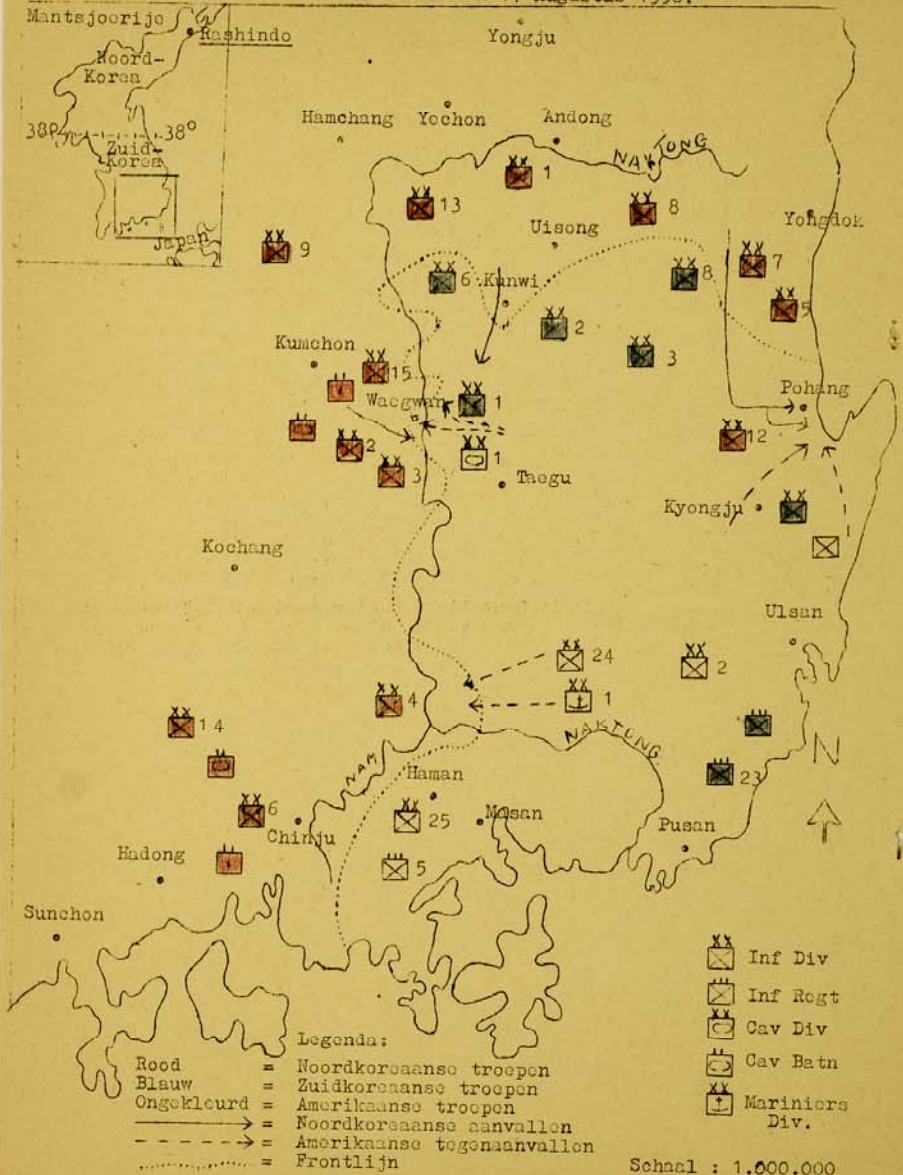 Augustus 1950.
Mantsjoerije
Rashindo
Noord-
Korea
38º
38º
Zuid-
Korea
Japan
Yongju
Hamchang
Yechon
Andong
NAKTONG
1
13
8
Uisong
Yongdok
9
6
Kunwi
8
7
5
2
3
Kumchon
15
Waegwan
1
Pohang
2
1
12
3
Taegu
Kyongju
Kochang
Ulsan
24
2
4
1
14
NAKTONG
N
NAM
Haman
23
6
25
Masan
Chinju
Pusan
Hadong
5
Sunchon
Inf Div
Inf Regt
Cav Div
Cav Batn
Mariniers
Div.
Legenda:
Rood = Noordkoreaanse troepen
Blauw = Zuidkoreaanse troepen
Ongekleurd = Amerikaanse troepen
= Noordkoreaanse aanvallen
= Amerikaanse tegenaanvallen
= Frontlijn
Schaal : 1.000.000